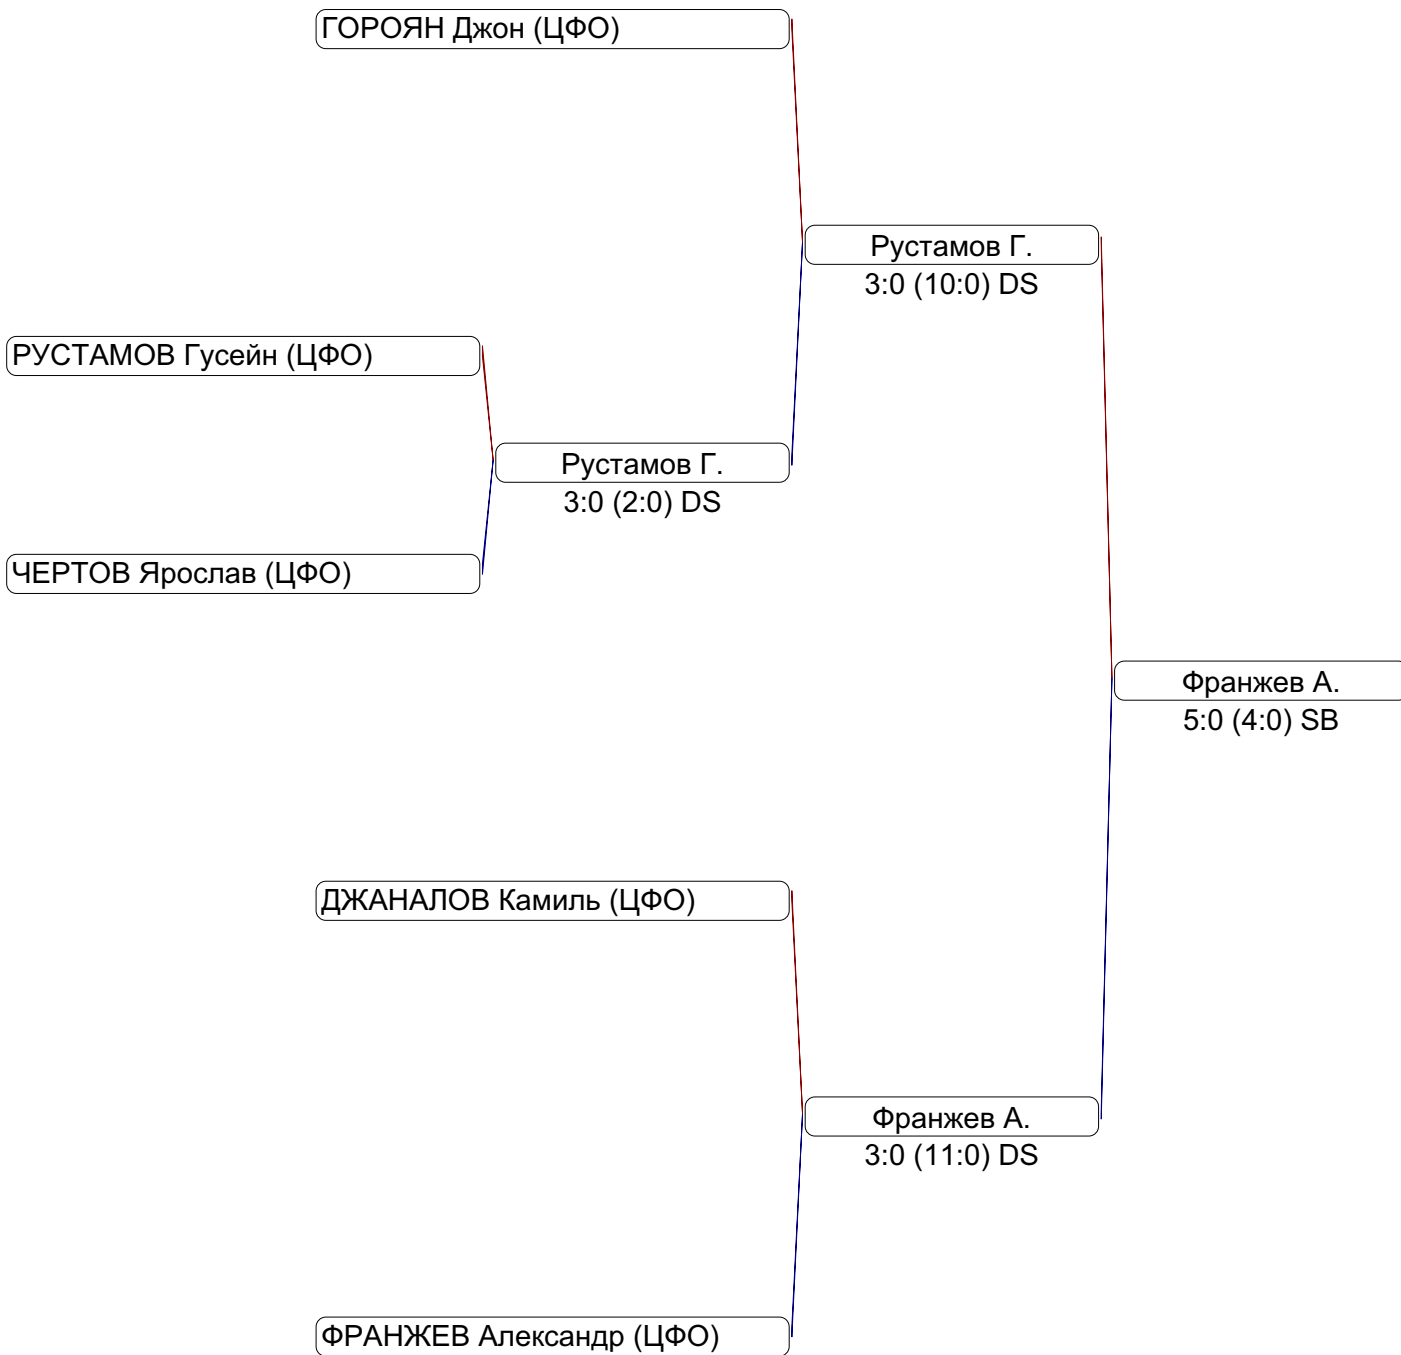 ГОРОЯН Джон (ЦФО)
Рустамов Г.
3:0 (10:0) DS
РУСТАМОВ Гусейн (ЦФО)
Рустамов Г.
3:0 (2:0) DS
ЧЕРТОВ Ярослав (ЦФО)
Франжев А.
5:0 (4:0) SB
ДЖАНАЛОВ Камиль (ЦФО)
Франжев А.
3:0 (11:0) DS
ФРАНЖЕВ Александр (ЦФО)